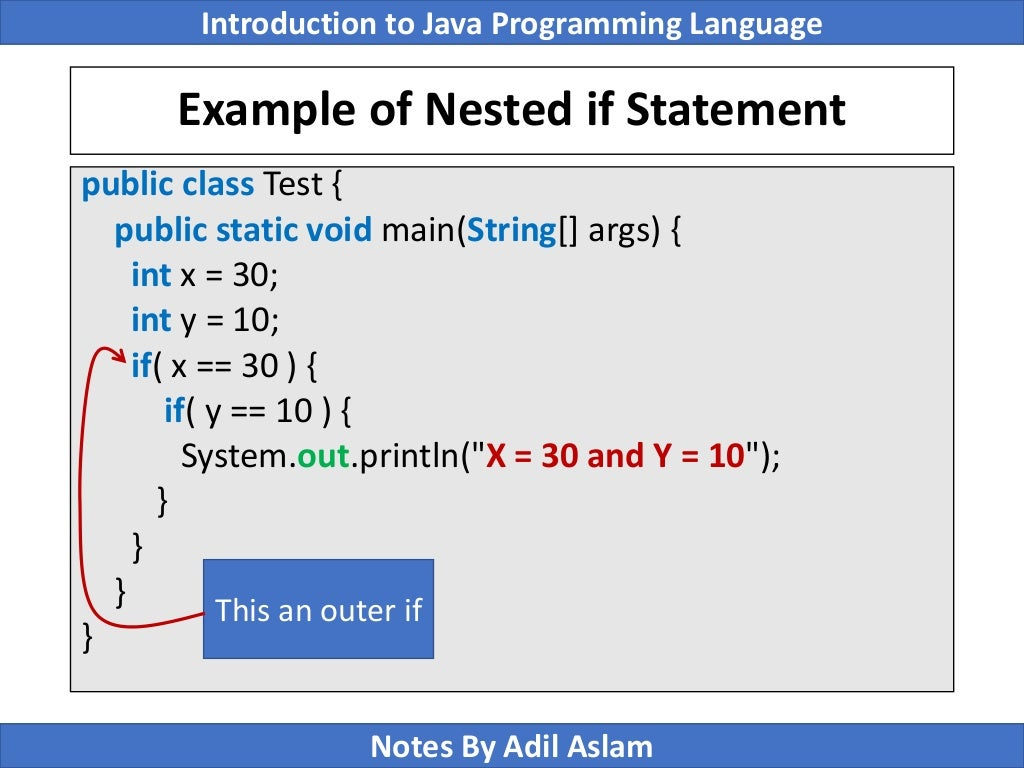 Introduction to Java Programming Language
Example of Nested if Statement
public class Test {
public static void main(String[] args) {
int x = 30;
int y = 10;
if( x == 30 ) {
if( y == 10 ) {
System.out.println("X = 30 and Y = 10");
}
}
}
}
This an outer if
Notes By Adil Aslam